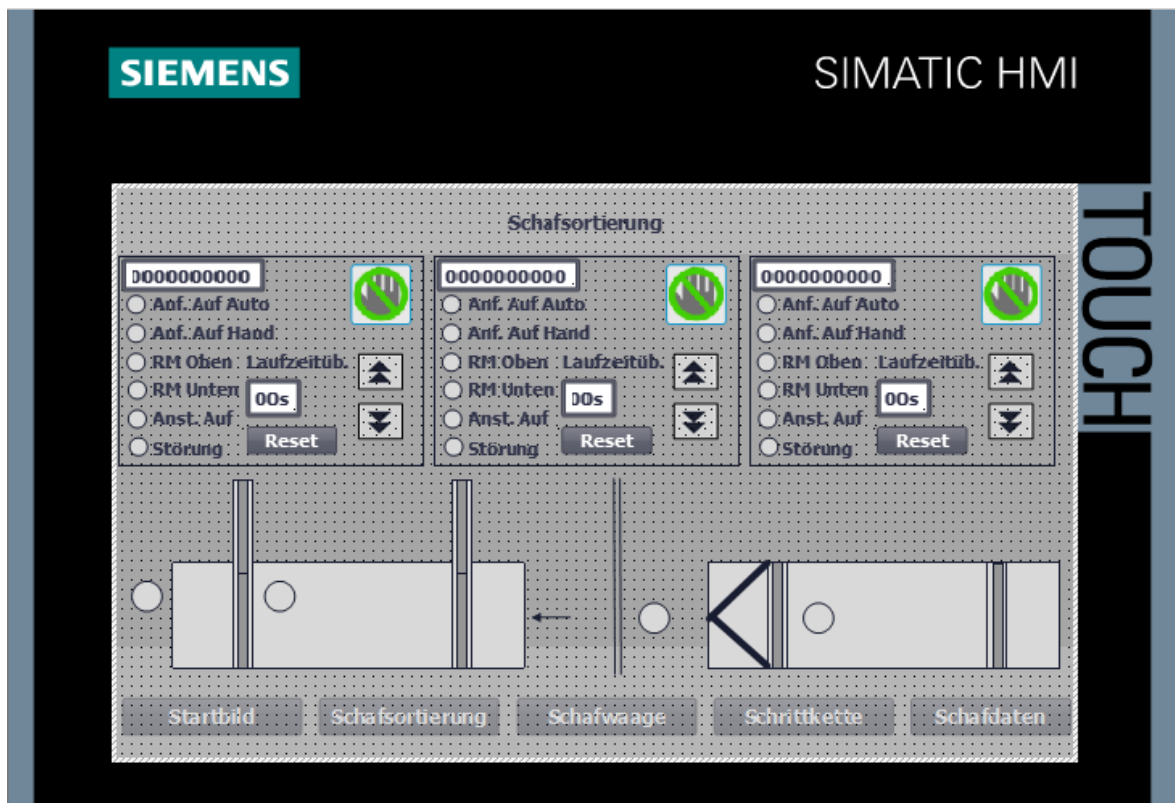 SIEMENS
SIMATIC HMI
TOUCH
Schafsortierung
0000000000 0000000000 0000000000
Anf. Auf Auto Anf. Auf Auto Anf. Auf Auto
Anf. Auf Hand Anf. Auf Hand Anf. Auf Hand
RM Oben Laufzeitüb. RM Oben Laufzeitüb. RM Oben Laufzeitüb.
RM Unten 00s RM Unten 00s RM Unten 00s
Anst. Auf Anst. Auf Anst. Auf
Störung Reset Störung Reset Störung Reset
Startbild Schafsortierung Schafwaage Schrittkette Schafdaten